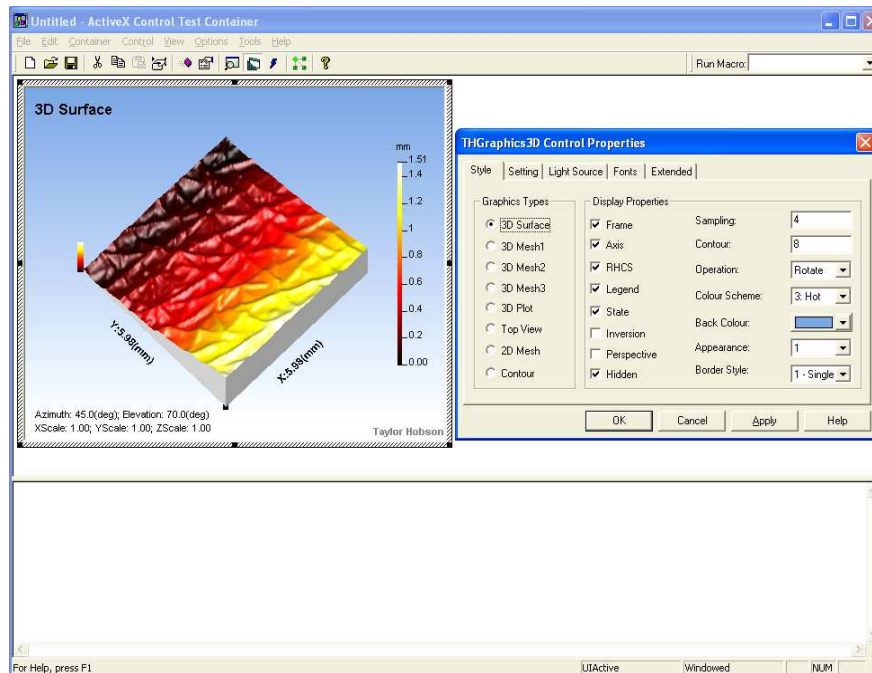 Untitled - ActiveX Control Test Container
File Edit Container Control View Options Tools Help
Run Macro:
3D Surface
mm
1.51
1.4
1.2
1
0.8
0.6
0.4
0.2
0.00
Y:5.98(mm)
X:5.98(mm)
Azimuth: 45.0(deg); Elevation: 70.0(deg)
XScale: 1.00; YScale: 1.00; ZScale: 1.00
Taylor Hobson
THGraphics3D Control Properties
Style Setting Light Source Fonts Extended
Graphics Types
3D Surface
3D Mesh1
3D Mesh2
3D Mesh3
3D Plot
Top View
2D Mesh
Contour
Display Properties
Frame
Axis
RHCS
Legend
State
Inversion
Perspective
Hidden
Sampling: 4
Contour: 8
Operation: Rotate
Colour Scheme: 3: Hot
Back Colour:
Appearance: 1
Border Style: 1 - Single
OK Cancel Apply Help
For Help, press F1
UIActive Windowed NUM